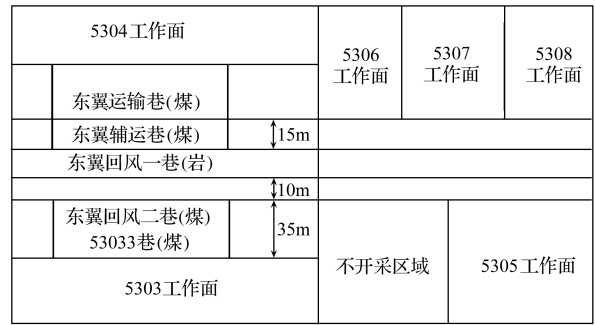 5304工作面
5306
工作面
5307
工作面
5308
工作面
东翼运输巷(煤)
东翼辅运巷(煤)
15m
东翼回风一巷(岩)
10m
东翼回风二巷(煤)
53033巷(煤)
35m
不开采区域
5305工作面
5303工作面